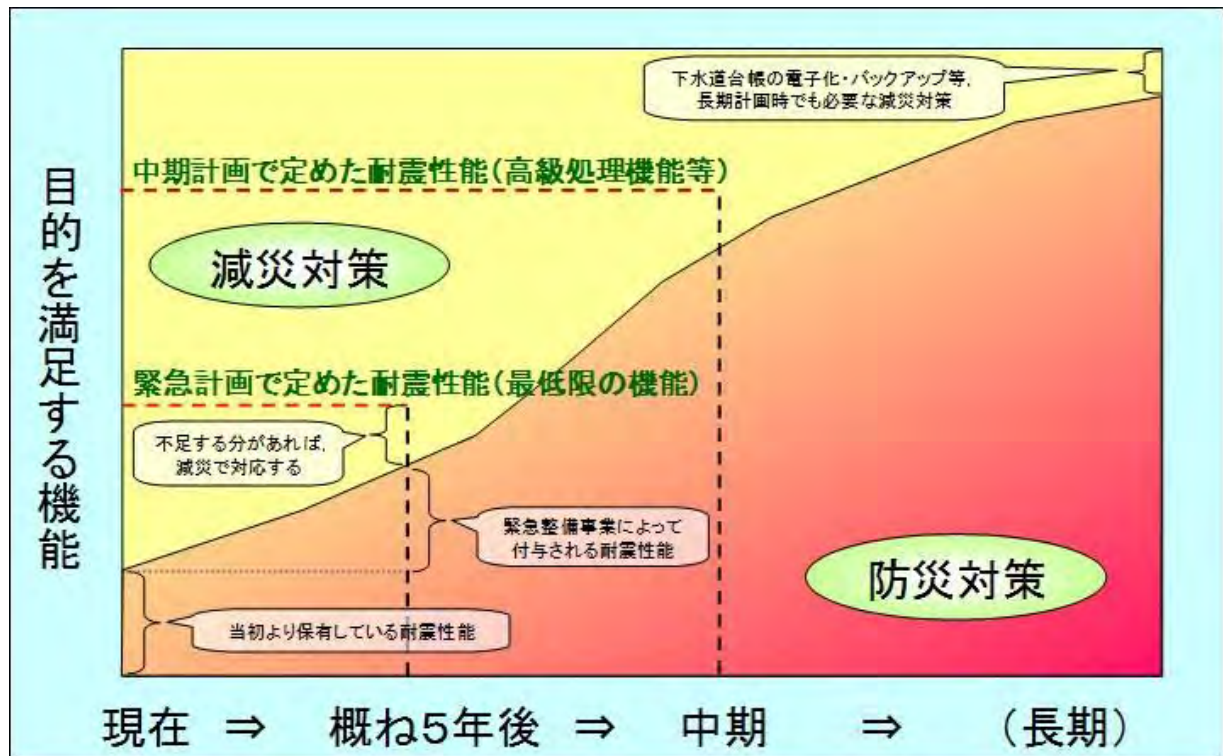 目的を満足する機能
下水道台帳の電子化・バックアップ等,
長期計画時でも必要な減災対策
中期計画で定めた耐震性能(高級処理機能等)
減災対策
緊急計画で定めた耐震性能(最低限の機能)
不足する分があれば,
減災で対応する
緊急整備事業によって
付与される耐震性能
防災対策
当初より保有している耐震性能
現在 ⇒ 概ね5年後 ⇒ 中期 ⇒ (長期)